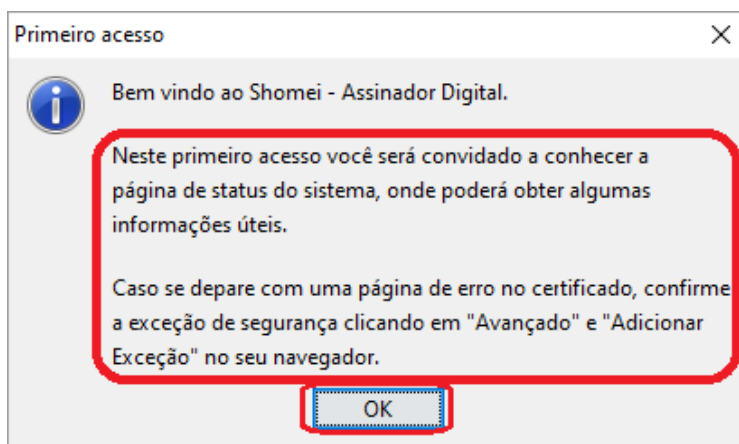 Primeiro acesso
Bem vindo ao Shomei - Assinador Digital.
Neste primeiro acesso você será convidado a conhecer a
página de status do sistema, onde poderá obter algumas
informações úteis.
Caso se depare com uma página de erro no certificado, confirme
a exceção de segurança clicando em "Avançado" e "Adicionar
Exceção" no seu navegador.
OK